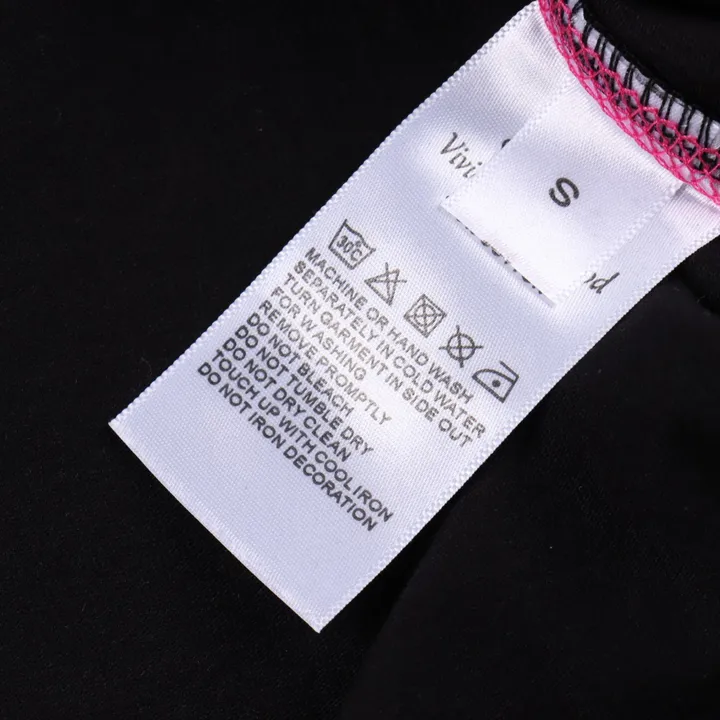 S
30°C
MACHINE OR HAND WASH
SEPARATELY IN COLD WATER
TURN GARMENT IN SIDE OUT
FOR WASHING
REMOVE PROMPTLY
DO NOT BLEACH
DO NOT TUMBLE DRY
DO NOT DRY CLEAN
TOUCH UP WITH COOL IRON
DO NOT IRON DECORATION